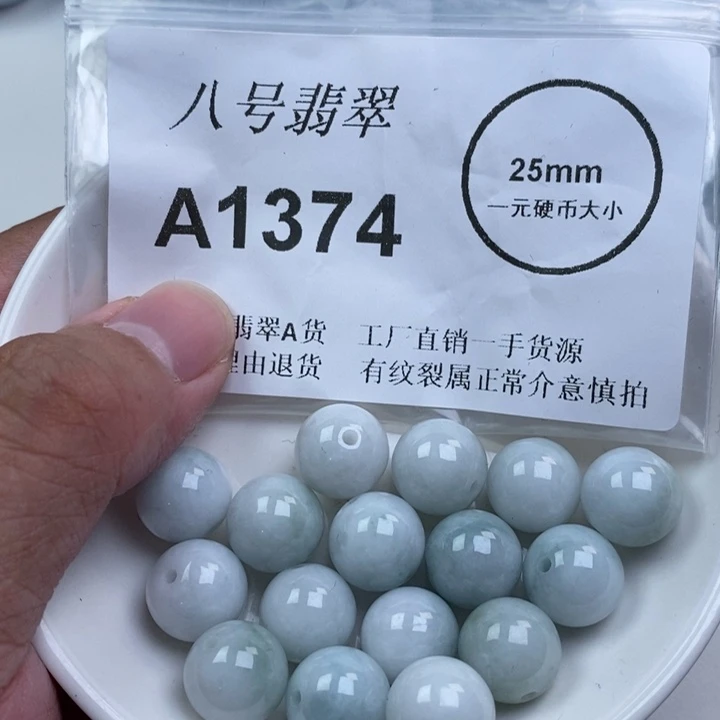 八号翡翠
A1374
25mm
一元硬币大小
翡翠A货 工厂直销一手货源
理由退货 有纹裂属正常介意慎拍